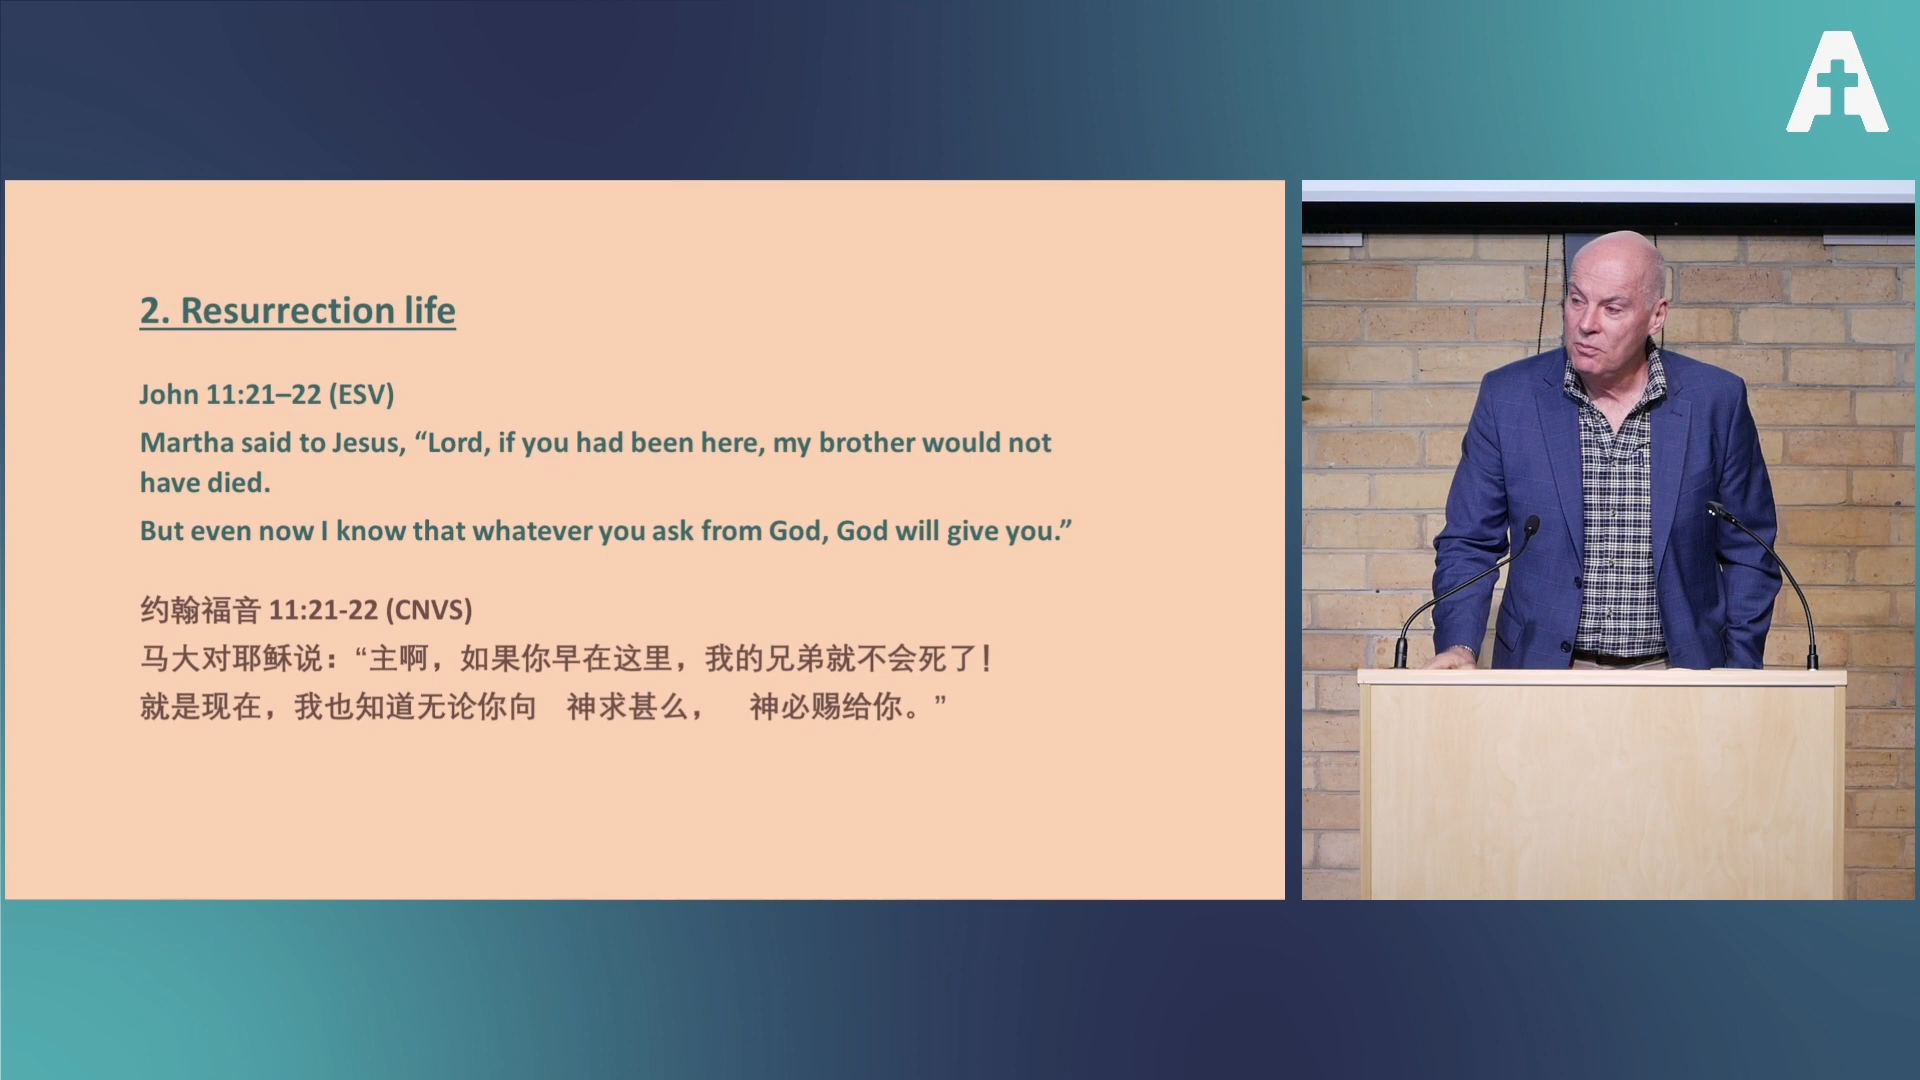 2. Resurrection life
John 11:21–22 (ESV)
Martha said to Jesus, “Lord, if you had been here, my brother would not
have died.
But even now I know that whatever you ask from God, God will give you.”
约翰福音 11:21-22 (CNVS)
马大对耶稣说：“主啊，如果你早在这里，我的兄弟就不会死了！
就是现在，我也知道无论你向　神求甚么，　神必赐给你。”